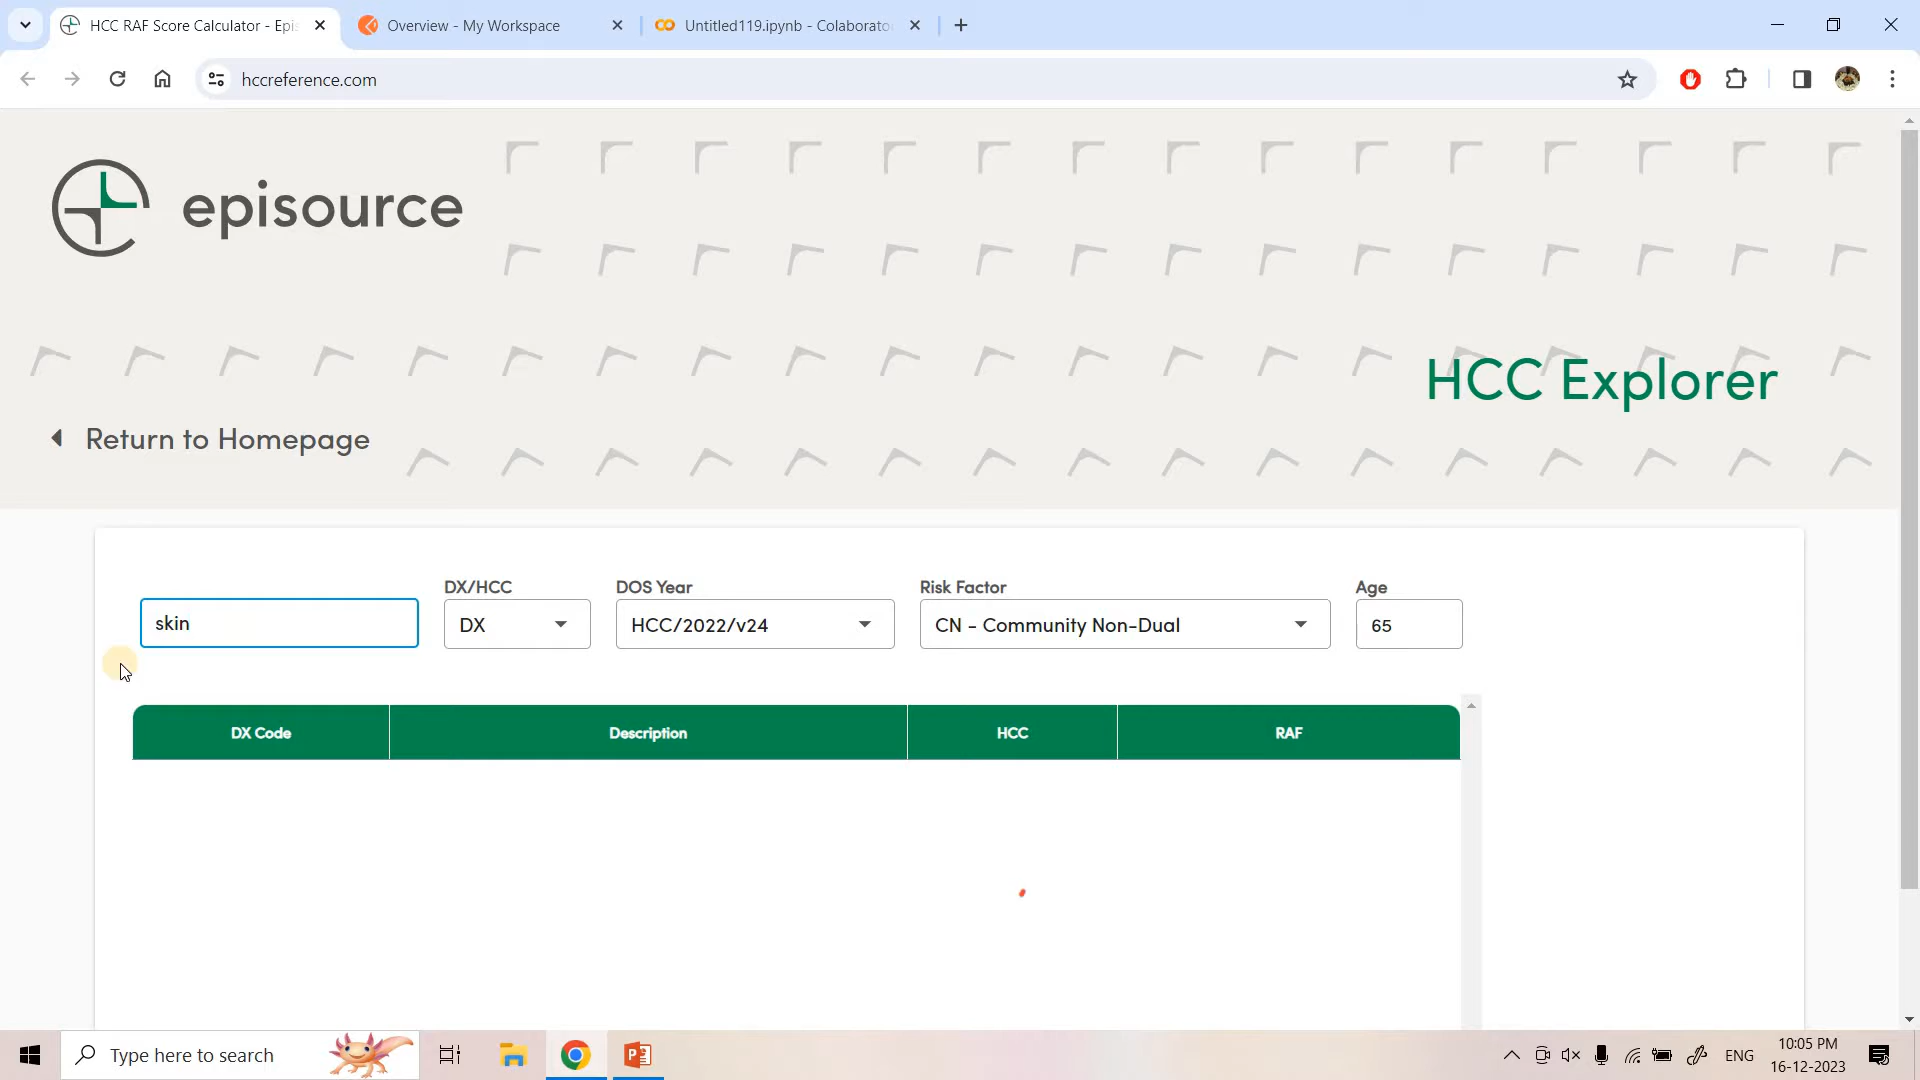 HCC RAF Score Calculator - Epis
Overview - My Workspace
Untitled119.ipynb - Colaborato
hccreference.com
episource
HCC Explorer
Return to Homepage
DX/HCC
DOS Year
Risk Factor
Age
skin
DX
HCC/2022/v24
CN - Community Non-Dual
65
DX Code
Description
HCC
RAF
Type here to search
ENG
10:05 PM
16-12-2023